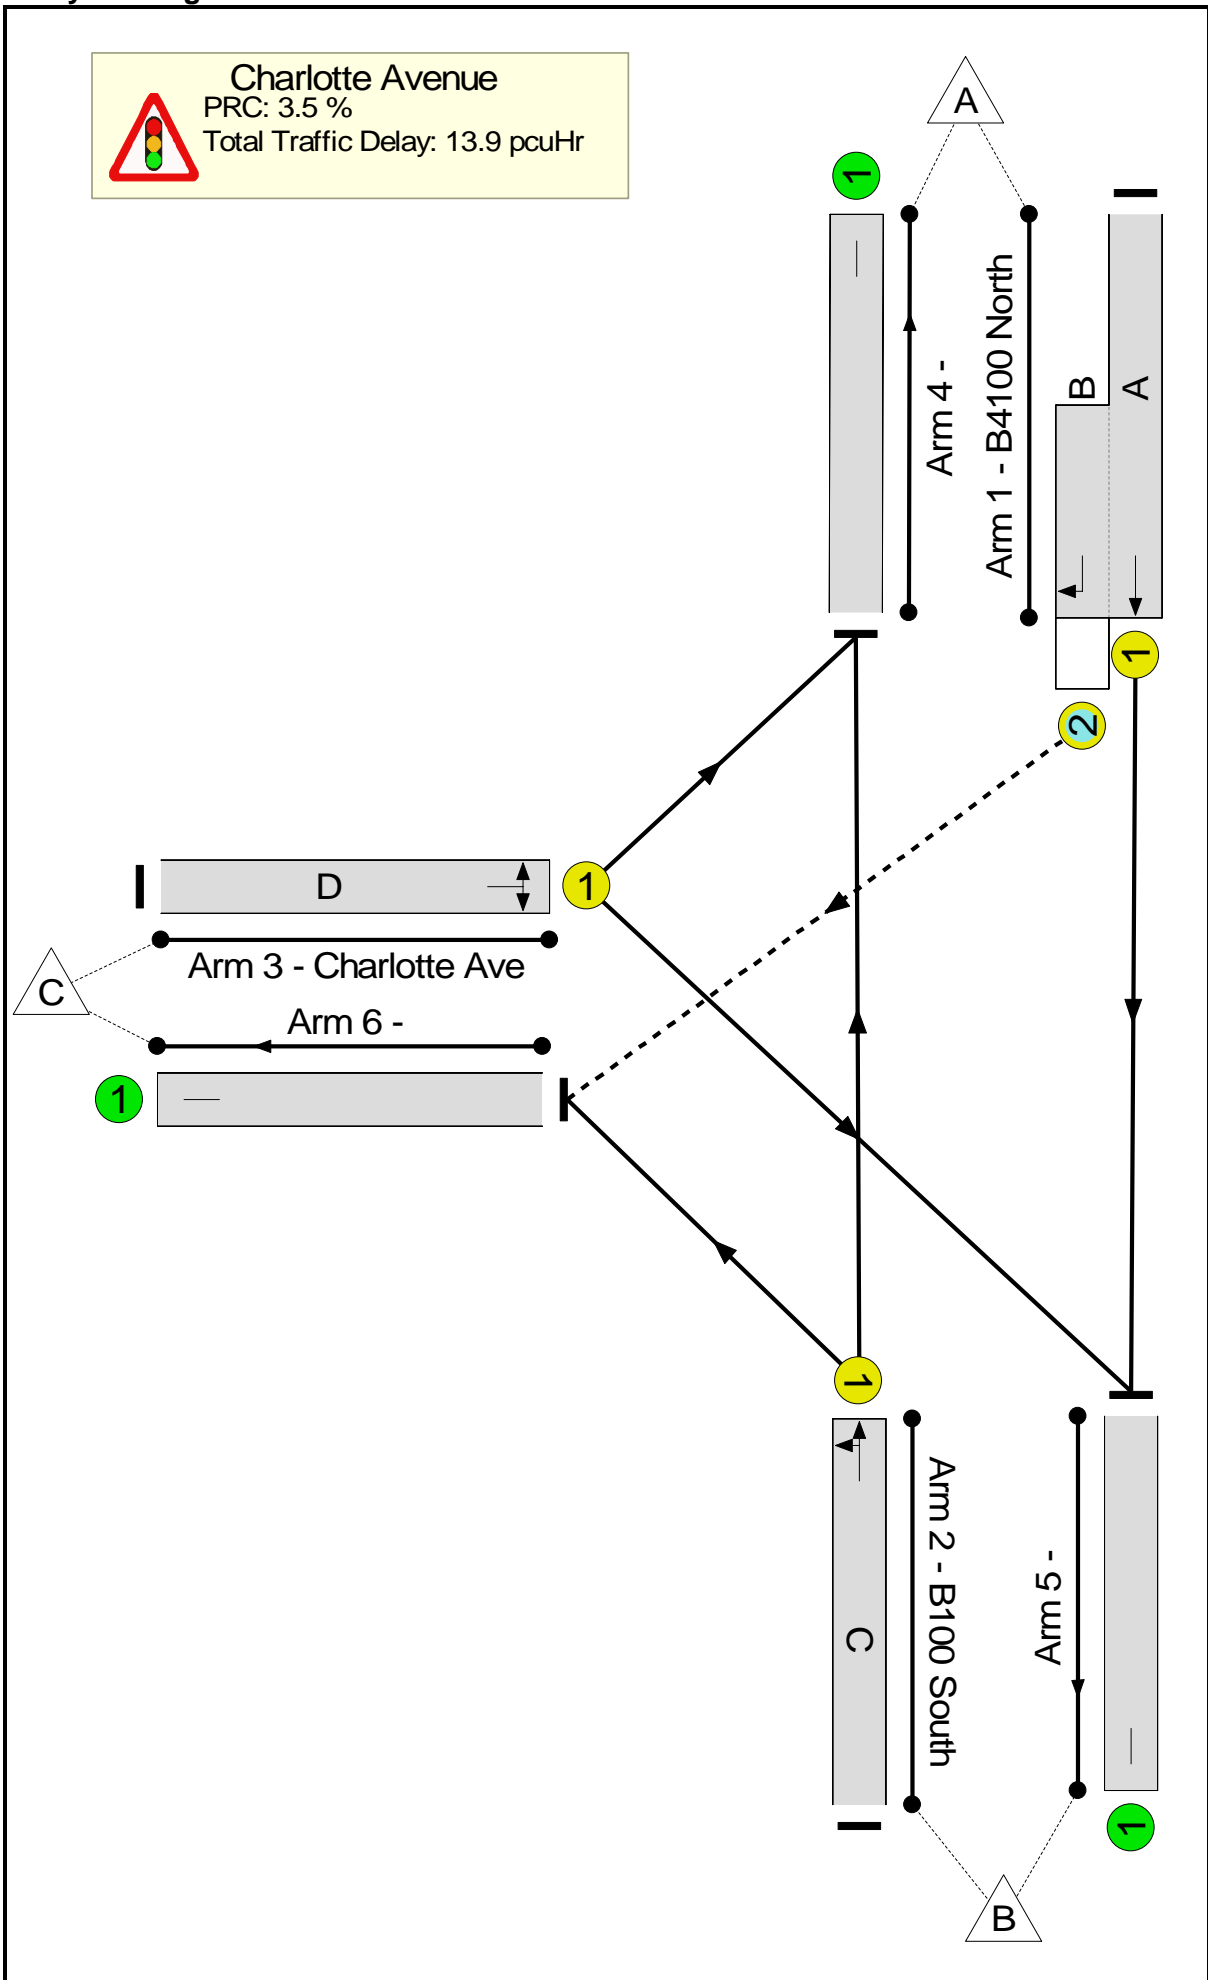 Charlotte Avenue
PRC: 3.5 %
Total Traffic Delay: 13.9 pcuHr
A
1
1
Arm 4 -
Arm 1 - B4100 North
B
A
1
2
D
1
Arm 3 - Charlotte Ave
C
Arm 6 -
1
1
Arm 2 - B100 South
C
Arm 5 -
1
B